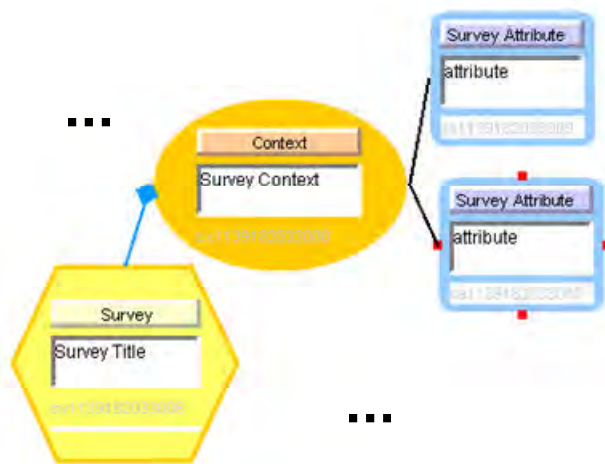 Survey Attribute
attribute
...
Context
Survey Context
Survey Attribute
attribute
Survey
Survey Title
...